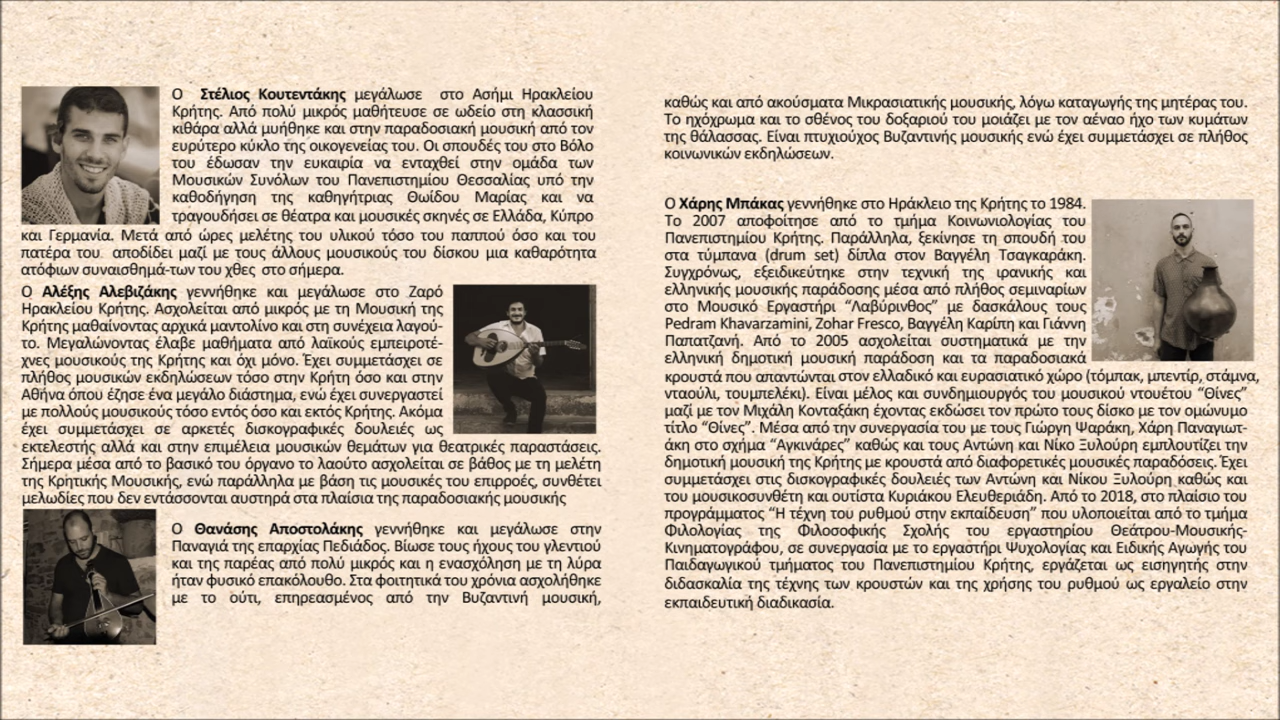 Ο Στέλιος Κουτεντάκης μεγάλωσε στο Ασήμι Ηρακλείου
Κρήτης. Από πολύ μικρός μαθήτευσε σε ωδείο στη κλασσική
κιθάρα αλλά μυήθηκε και στην παραδοσιακή μουσική από τον
ευρύτερο κύκλο της οικογενείας του. Οι σπουδές του στο Βόλο
του έδωσαν την ευκαιρία να ενταχθεί στην ομάδα των
Μουσικών Συνόλων του Πανεπιστημίου Θεσσαλίας υπό την
καθοδήγηση της καθηγήτριας Θωίδου Μαρίας και να
τραγουδήσει σε θέατρα και μουσικές σκηνές σε Ελλάδα, Κύπρο
και Γερμανία. Μετά από ώρες μελέτης του υλικού τόσο του παππού όσο και του
πατέρα του αποδίδει μαζί με τους άλλους μουσικούς του δίσκου μια καθαρότητα
ατόφιων συναισθημά-των του χθες στο σήμερα.
Ο Αλέξης Αλεβιζάκης γεννήθηκε και μεγάλωσε στο Ζαρό
Ηρακλείου Κρήτης. Ασχολείται από μικρός με τη Μουσική της
Κρήτης μαθαίνοντας αρχικά μαντολίνο και στη συνέχεια λαγού-
το. Μεγαλώνοντας έλαβε μαθήματα από λαϊκούς εμπειροτέ-
χνες μουσικούς της Κρήτης και όχι μόνο. Έχει συμμετάσχει σε
πλήθος μουσικών εκδηλώσεων τόσο στην Κρήτη όσο και στην
Αθήνα όπου έζησε ένα μεγάλο διάστημα, ενώ έχει συνεργαστεί
με πολλούς μουσικούς τόσο εντός όσο και εκτός Κρήτης. Ακόμα
έχει συμμετάσχει σε αρκετές δισκογραφικές δουλειές ως
εκτελεστής αλλά και στην επιμέλεια μουσικών θεμάτων για θεατρικές παραστάσεις.
Σήμερα μέσα από το βασικό του όργανο το λαούτο ασχολείται σε βάθος με τη μελέτη
της Κρητικής Μουσικής, ενώ παράλληλα με βάση τις μουσικές του επιρροές, συνθέτει
μελωδίες που δεν εντάσσονται αυστηρά στα πλαίσια της παραδοσιακής μουσικής
Ο Θανάσης Αποστολάκης γεννήθηκε και μεγάλωσε στην
Παναγιά της επαρχίας Πεδιάδος. Βίωσε τους ήχους του γλεντιού
και της παρέας από πολύ μικρός και η ενασχόληση με τη λύρα
ήταν φυσικό επακόλουθο. Στα φοιτητικά του χρόνια ασχολήθηκε
με το ούτι, επηρεασμένος από την Βυζαντινή μουσική,
καθώς και από ακούσματα Μικρασιατικής μουσικής, λόγω καταγωγής της μητέρας του.
Το ηχόχρωμα και το σθένος του δοξαριού του μοιάζει με τον αέναο ήχο των κυμάτων
της θάλασσας. Είναι πτυχιούχος Βυζαντινής μουσικής ενώ έχει συμμετάσχει σε πλήθος
κοινωνικών εκδηλώσεων.
Ο Χάρης Μπάκας γεννήθηκε στο Ηράκλειο της Κρήτης το 1984.
Το 2007 αποφοίτησε από το τμήμα Κοινωνιολογίας του
Πανεπιστημίου Κρήτης. Παράλληλα, ξεκίνησε τη σπουδή του
στα τύμπανα (drum set) δίπλα στον Βαγγέλη Τσαγκαράκη.
Συγχρόνως, εξειδικεύτηκε στην τεχνική της ιρανικής και
ελληνικής μουσικής παράδοσης μέσα από πλήθος σεμιναρίων
στο Μουσικό Εργαστήρι “Λαβύρινθος” με δασκάλους τους
Pedram Khavarzamini, Zohar Fresco, Βαγγέλη Καρίπη και Γιάννη
Παπατζανή. Από το 2005 ασχολείται συστηματικά με την
ελληνική δημοτική μουσική παράδοση και τα παραδοσιακά
κρουστά που απαντώνται στον ελλαδικό και ευρασιατικό χώρο (τόμπακ, μπεντίρ, στάμνα,
νταούλι, τουμπελέκι). Είναι μέλος και συνδημιουργός του μουσικού ντουέτου “Θίνες”
μαζί με τον Μιχάλη Κονταξάκη έχοντας εκδώσει τον πρώτο τους δίσκο με τον ομώνυμο
τίτλο “Θίνες”. Μέσα από την συνεργασία του με τους Γιώργη Ψαράκη, Χάρη Παναγιωτ-
άκη στο σχήμα “Αγκινάρες” καθώς και τους Αντώνη και Νίκο Ξυλούρη εμπλουτίζει την
δημοτική μουσική της Κρήτης με κρουστά από διαφορετικές μουσικές παραδόσεις. Έχει
συμμετάσχει στις δισκογραφικές δουλειές των Αντώνη και Νίκου Ξυλούρη καθώς και
του μουσικοσυνθέτη και ουτίστα Κυριάκου Ελευθεριάδη. Από το 2018, στο πλαίσιο του
προγράμματος “Η τέχνη του ρυθμού στην εκπαίδευση” που υλοποιείται από το τμήμα
Φιλολογίας της Φιλοσοφικής Σχολής του εργαστηρίου Θεάτρου-Μουσικής-
Κινηματογράφου, σε συνεργασία με το εργαστήρι Ψυχολογίας και Ειδικής Αγωγής του
Παιδαγωγικού τμήματος του Πανεπιστημίου Κρήτης, εργάζεται ως εισηγητής στην
διδασκαλία της τέχνης των κρουστών και της χρήσης του ρυθμού ως εργαλείο στην
εκπαιδευτική διαδικασία.